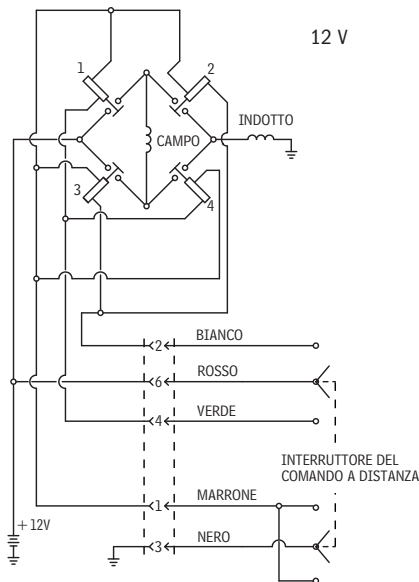 12 V
1
2
INDOTTO
CAMPO
3
4
2 BIANCO
6 ROSSO
4 VERDE
INTERRUTTORE DEL
COMANDO A DISTANZA
1 MARRONE
+12V
3 NERO